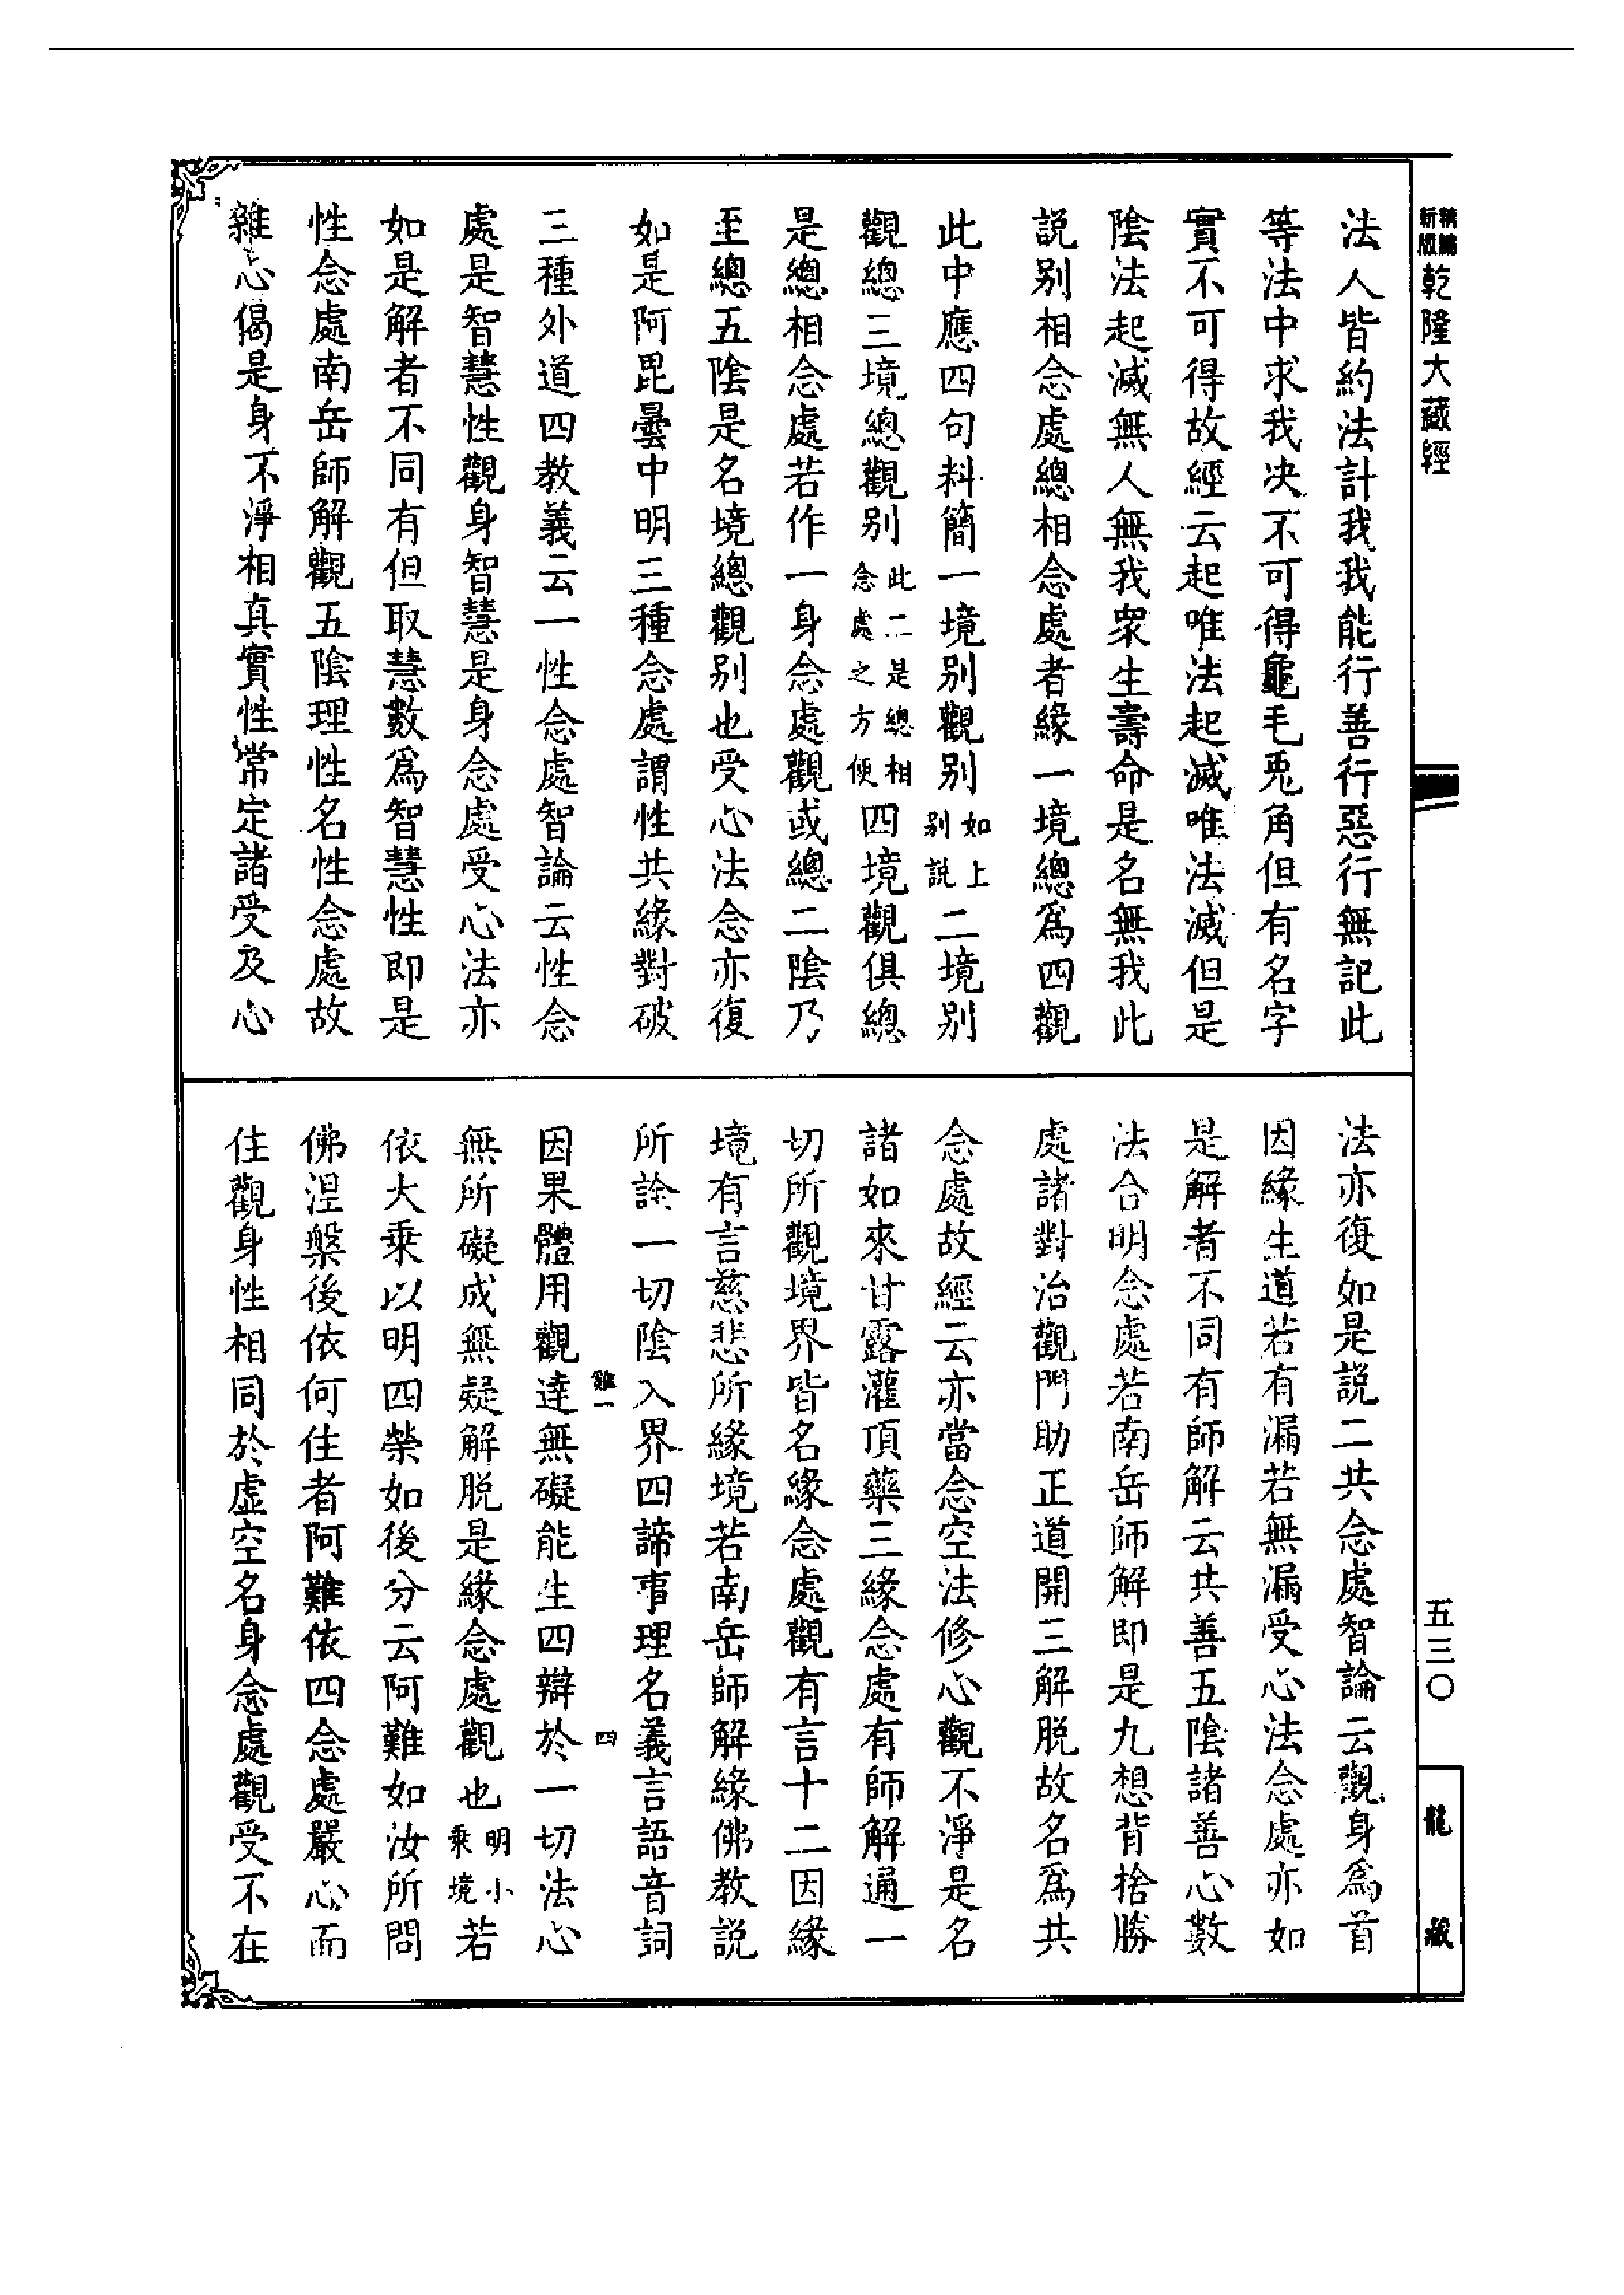 精編新版乾隆大藏經
法人皆約法計我我能行善行惡行無記此
等法中求我決不可得龜毛兎角但有名字
實不可得故經云起唯法起滅唯法滅但是
陰法起滅無人無我衆生壽命是名無我此
說别相念處總相念處者緣一境總爲四觀
此中應四句料簡一境别觀别如上别說二境别
觀總三境總觀别此二是總相念處之方便四境觀俱總
是總相念處若作一身念處觀或總二陰乃
至總五陰是名境總觀别也受心法念亦復
如是阿毘曇中明三種念處謂性共緣對破
三種外道四教義云一性念處智論云性念
處是智慧性觀身智慧是身念處受心法亦
如是解者不同有但取慧數爲智慧性即是
性念處南岳師解觀五陰理性名性念處故
雜心偈是身不淨相真實性常定諸受及心
法亦復如是說二共念處智論云觀身爲首
因緣生道若有漏若無漏受心法念處亦如
是解者不同有師解云共善五陰諸善心數
法合明念處若南岳師解即是九想背捨勝
處諸對治觀門助正道開三解脱故名爲共
念處故經云亦當念空法修心觀不淨是名
諸如來甘露灌頂藥三緣念處有師解通一
切所觀境界皆名緣念處觀有言十二因緣
境有言慈悲所緣境若南岳師解緣佛教說
所詮一切陰入界四諦事理名義言語音詞
雞一 四
因果體用觀達無礙能生四辯於一切法心
無所礙成無疑解脱是緣念處觀也明小乘境若
依大乘以明四榮如後分云阿難如汝所問
佛涅槃後依何住者阿難依四念處嚴心而
住觀身性相同於虚空名身念處觀受不在
五三〇
龍藏